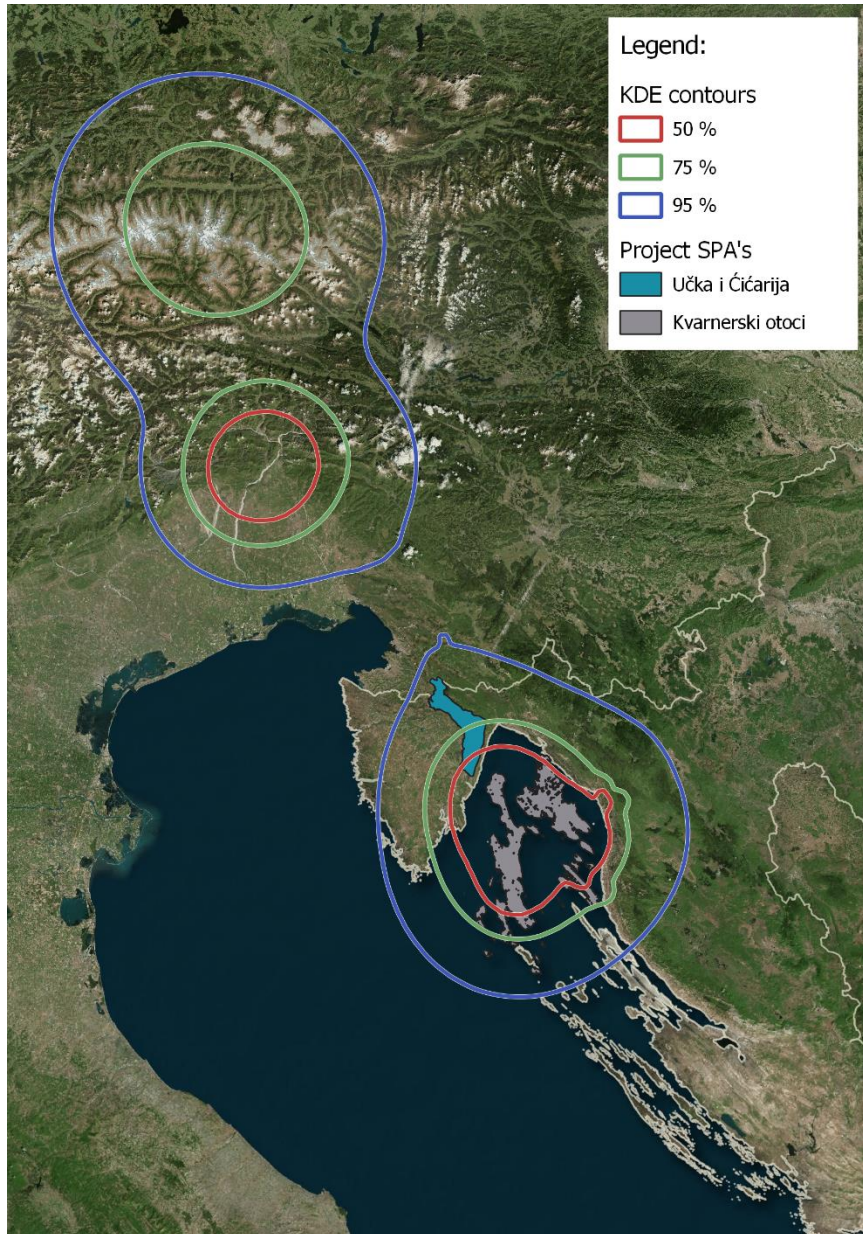 Legend:
KDE contours
50 %
75 %
95 %
Project SPA's
Učka i Ćićarija
Kvarnerski otoci